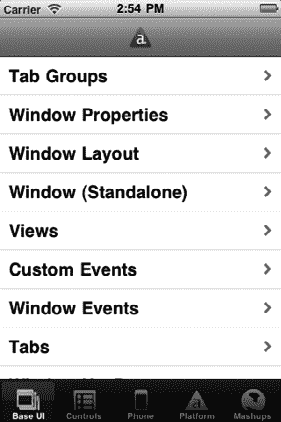 Carrier 2:54 PM
a
Tab Groups
Window Properties
Window Layout
Window (Standalone)
Views
Custom Events
Window Events
Tabs
Base UI Controls Phone Platform Mashups